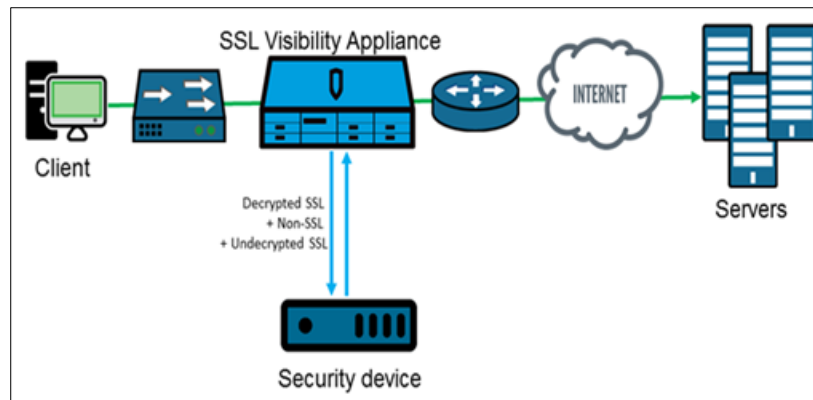 SSL Visibility Appliance
INTERNET
Client
Servers
Decrypted SSL
+ Non-SSL
+ Undecrypted SSL
Security device